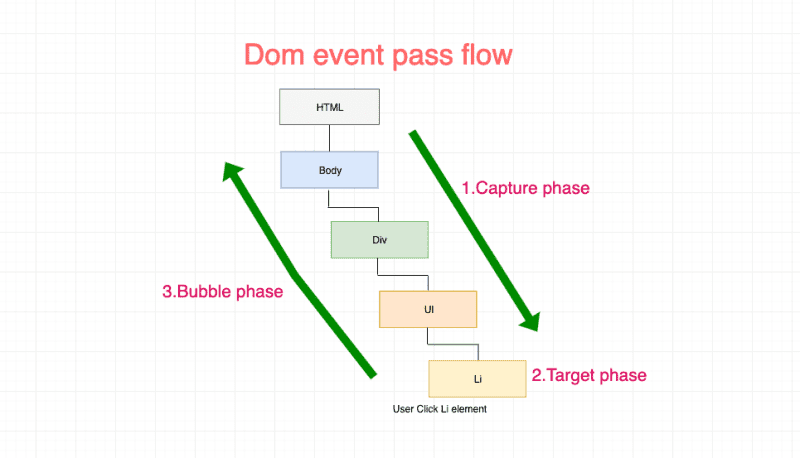 Dom event pass flow
HTML
Body
1.Capture phase
Div
3.Bubble phase
Ul
2.Target phase
Li
User Click Li element